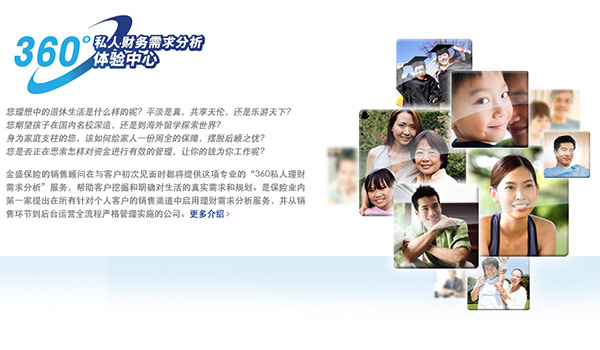 360°私人财务需求分析
体验中心
您理想中的退休生活是什么样的呢？平淡是真，共享天伦，还是乐游天下？
您期望孩子在国内名校深造，还是到海外留学探索世界？
身为家庭支柱的您，该如何给家人一份周全的保障，摆脱后顾之忧？
您是否正在思索怎样对资金进行有效的管理，让你的钱为你工作呢？
金盛保险的销售顾问在与客户初次见面时都将提供这项专业的“360私人理财
需求分析”服务，帮助客户挖掘和明确对生活的真实需求和规划。是保险业内
第一家提出在所有针对个人客户的销售渠道中启用理财需求分析服务，并从销
售环节到后台运营全流程严格管理实施的公司。更多介绍 >